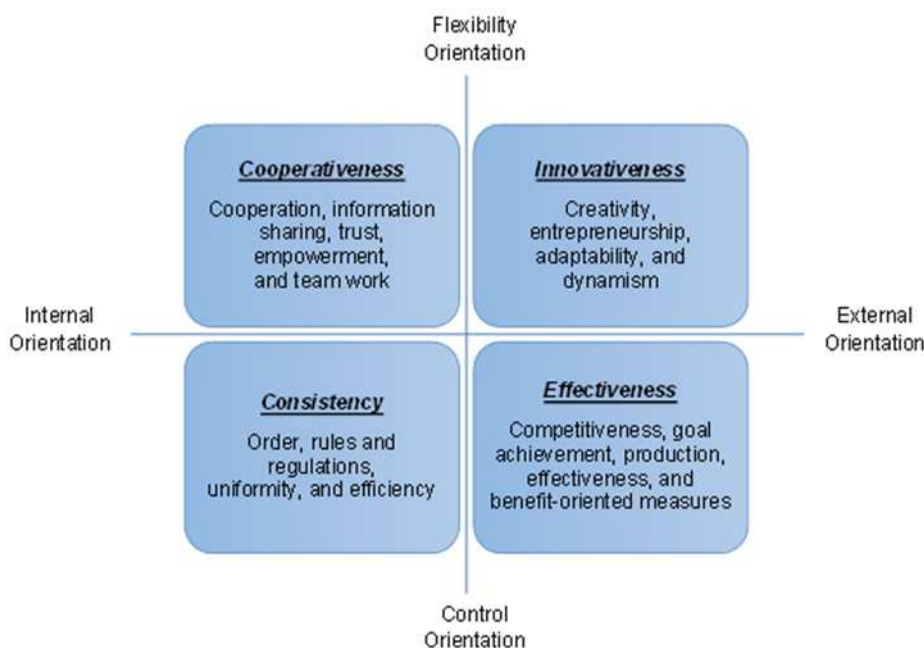 Flexibility
Orientation
Cooperativeness
Cooperation, information
sharing, trust,
empowerment,
and team work
Innovativeness
Creativity,
entrepreneurship,
adaptability, and
dynamism
Internal
Orientation
External
Orientation
Consistency
Order, rules and
regulations,
uniformity, and efficiency
Effectiveness
Competitiveness, goal
achievement, production,
effectiveness, and
benefit-oriented measures
Control
Orientation